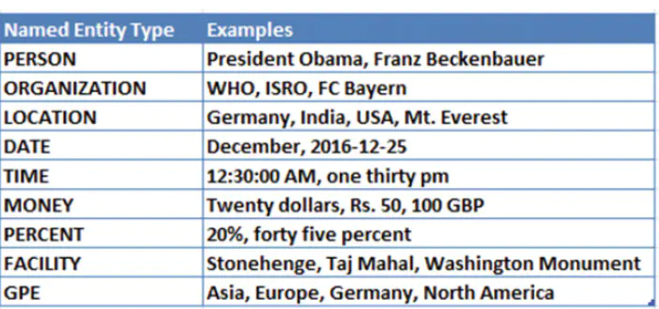 Named Entity Type Examples
PERSON President Obama, Franz Beckenbauer
ORGANIZATION WHO, ISRO, FC Bayern
LOCATION Germany, India, USA, Mt. Everest
DATE December, 2016-12-25
TIME 12:30:00 AM, one thirty pm
MONEY Twenty dollars, Rs. 50, 100 GBP
PERCENT 20%, forty five percent
FACILITY Stonehenge, Taj Mahal, Washington Monument
GPE Asia, Europe, Germany, North America